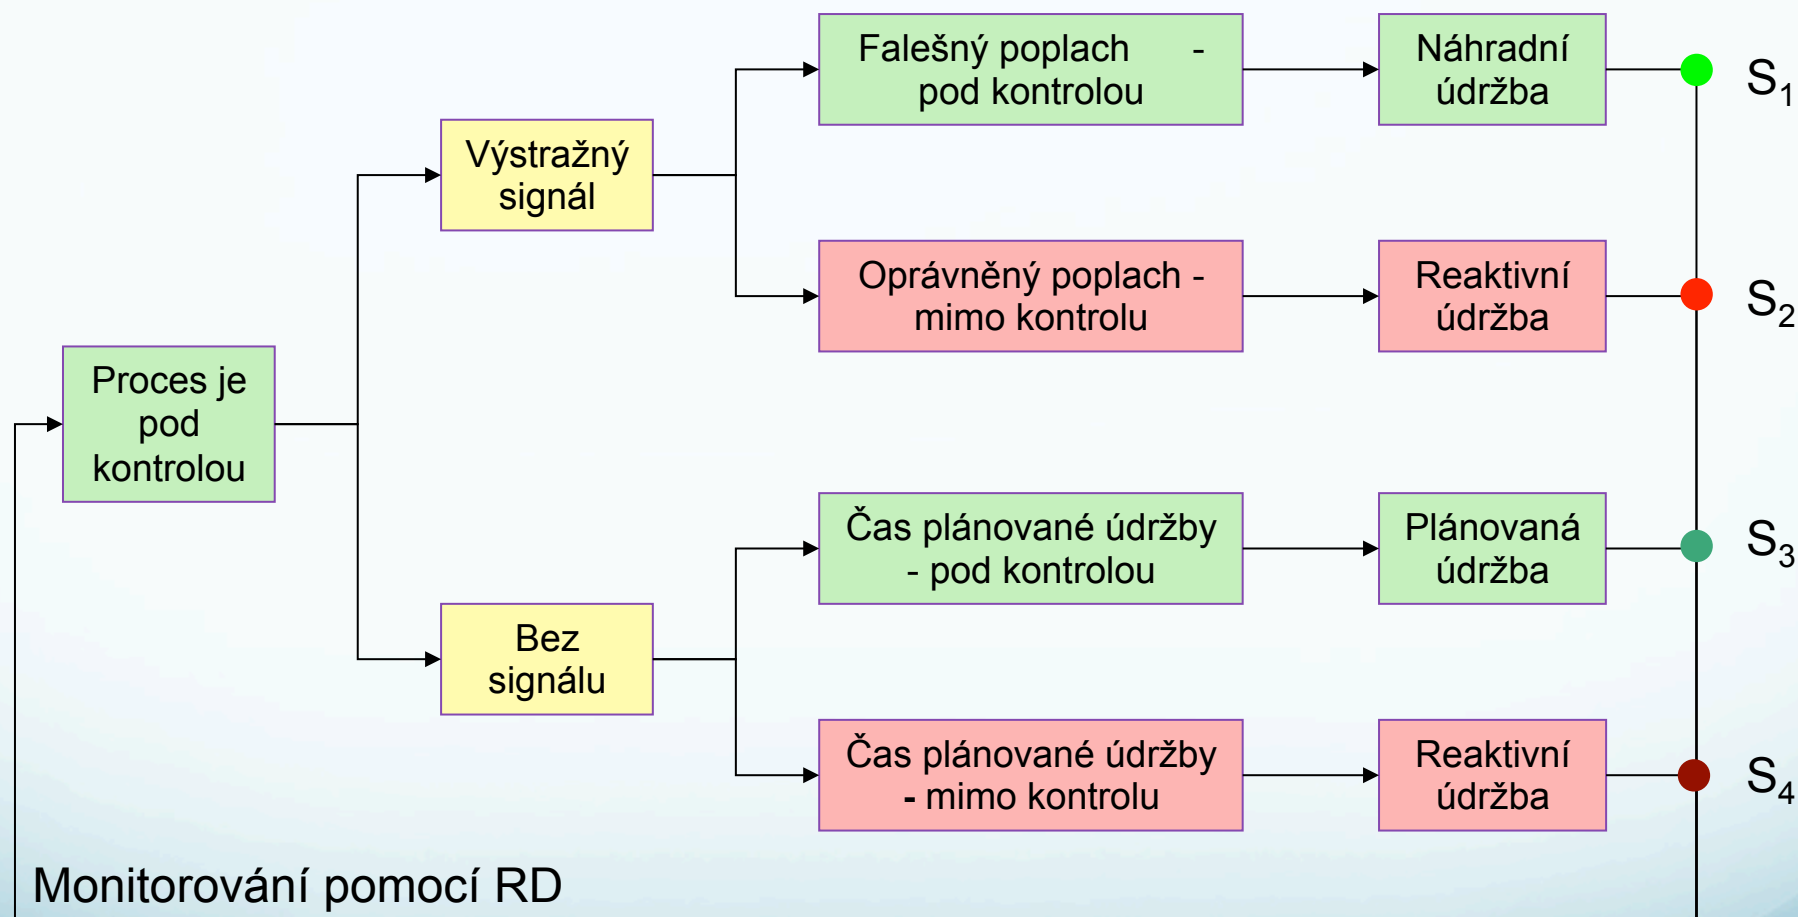 Falešný poplach -
pod kontrolou
Náhradní
údržba
S1
Výstražný
signál
Oprávněný poplach -
mimo kontrolu
Reaktivní
údržba
S2
Proces je
pod
kontrolou
Čas plánované údržby
- pod kontrolou
Plánovaná
údržba
S3
Bez
signálu
Čas plánované údržby
- mimo kontrolu
Reaktivní
údržba
S4
Monitorování pomocí RD